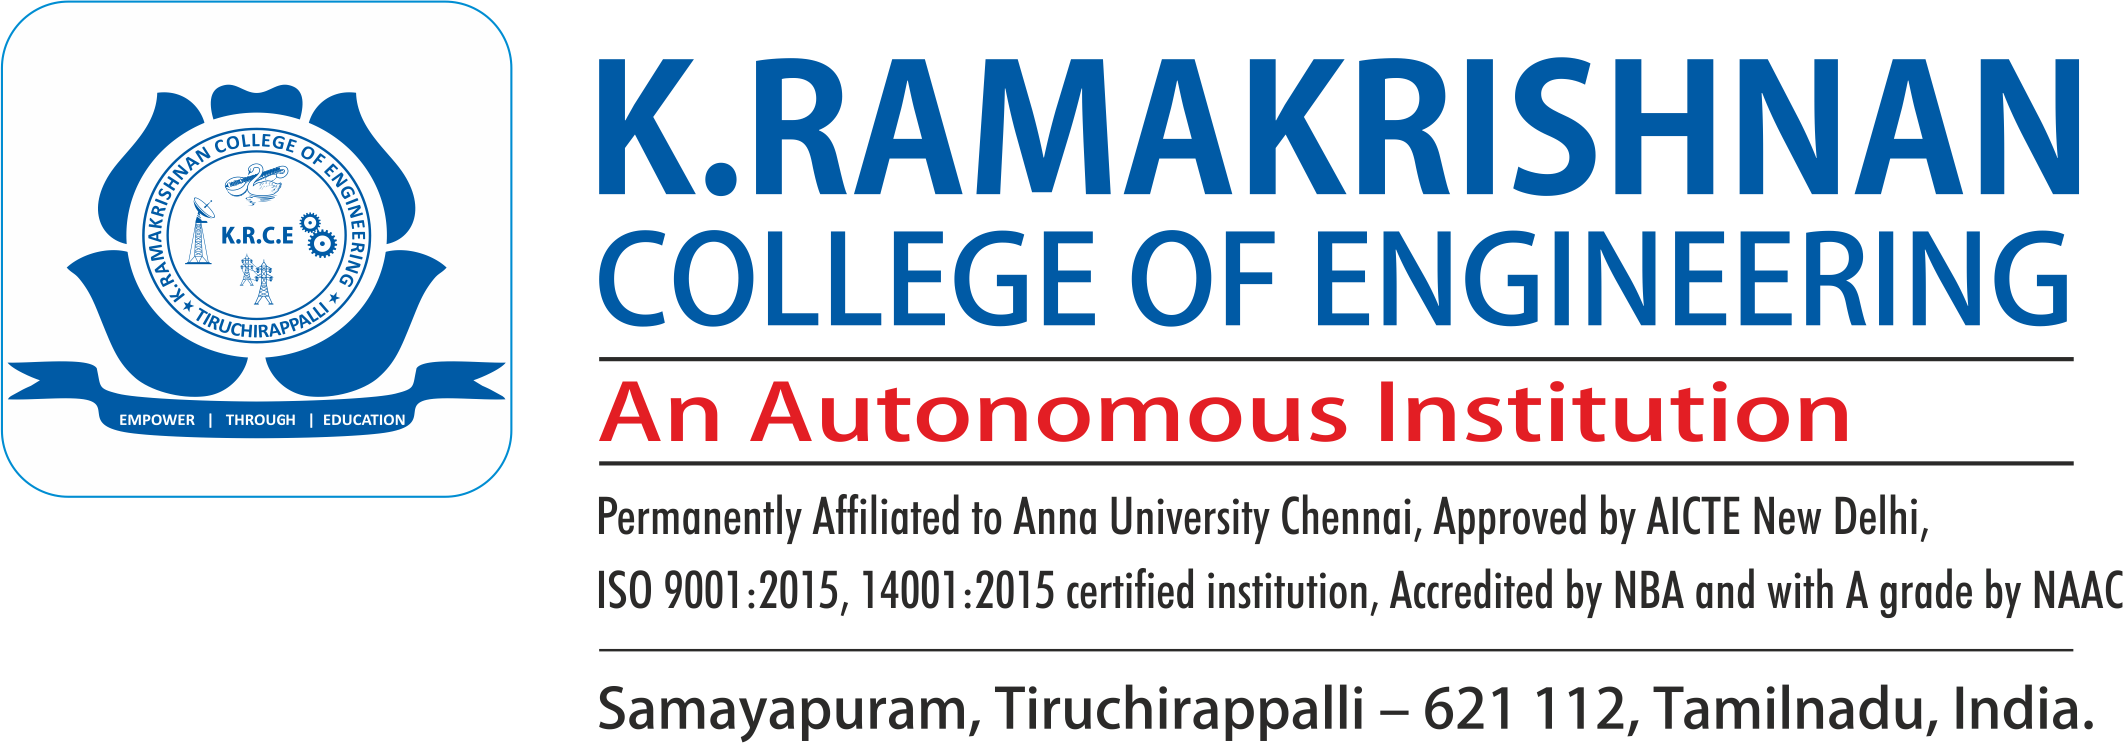 K.RAMAKRISHNAN COLLEGE OF ENGINEERING
★ TIRUCHIRAPPALLI ★
K.R.C.E
EMPOWER | THROUGH | EDUCATION
K.RAMAKRISHNAN
COLLEGE OF ENGINEERING
An Autonomous Institution
Permanently Affiliated to Anna University Chennai, Approved by AICTE New Delhi,
ISO 9001:2015, 14001:2015 certified institution, Accredited by NBA and with A grade by NAAC
Samayapuram, Tiruchirappalli – 621 112, Tamilnadu, India.